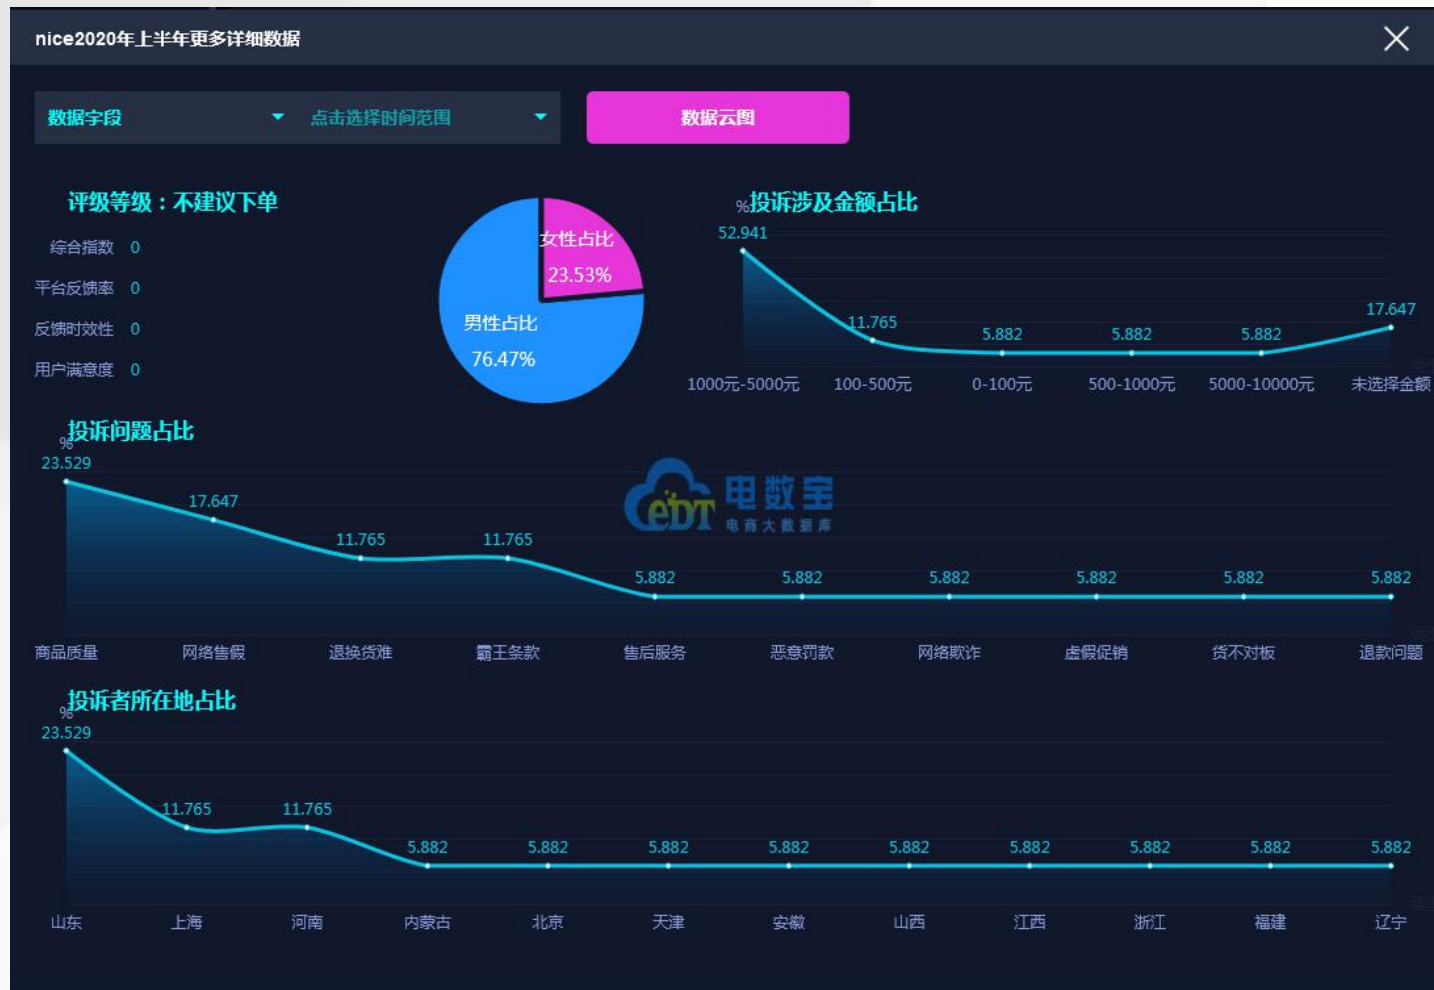 nice2020年上半年更多详细数据
数据字段
点击选择时间范围
数据云图
评级等级：不建议下单
综合指数 0
平台反馈率 0
反馈时效性 0
用户满意度 0
女性占比
23.53%
男性占比
76.47%
%投诉涉及金额占比
52.941
11.765
5.882
5.882
5.882
17.647
1000元-5000元
100-500元
0-100元
500-1000元
5000-10000元
未选择金额
%投诉问题占比
23.529
17.647
11.765
11.765
5.882
5.882
5.882
5.882
5.882
5.882
eDT 电数宝
电商大数据库
商品质量
网络售假
退换货难
霸王条款
售后服务
恶意罚款
网络欺诈
虚假促销
货不对板
退款问题
%投诉者所在地占比
23.529
11.765
11.765
5.882
5.882
5.882
5.882
5.882
5.882
5.882
5.882
5.882
山东
上海
河南
内蒙古
北京
天津
安徽
山西
江西
浙江
福建
辽宁